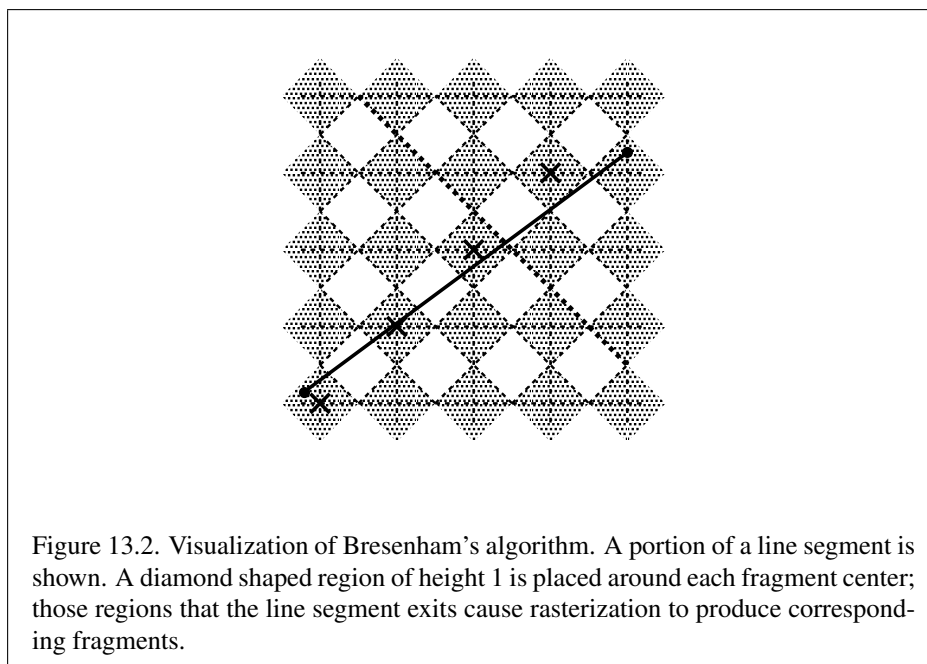 Figure 13.2. Visualization of Bresenham's algorithm. A portion of a line segment is
shown. A diamond shaped region of height 1 is placed around each fragment center;
those regions that the line segment exits cause rasterization to produce correspond-
ing fragments.